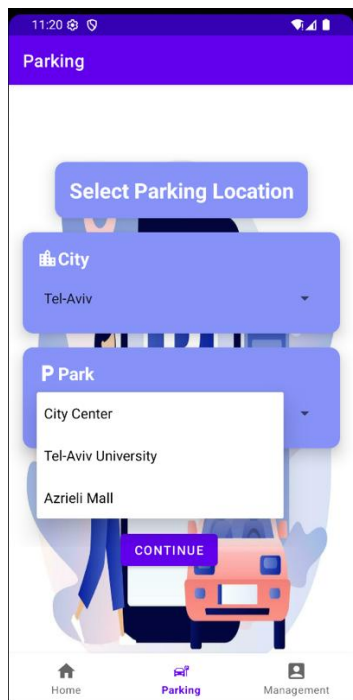 11:20
Parking
Select Parking Location
City
Tel-Aviv
P Park
City Center
Tel-Aviv University
Azrieli Mall
CONTINUE
Home
Parking
Management